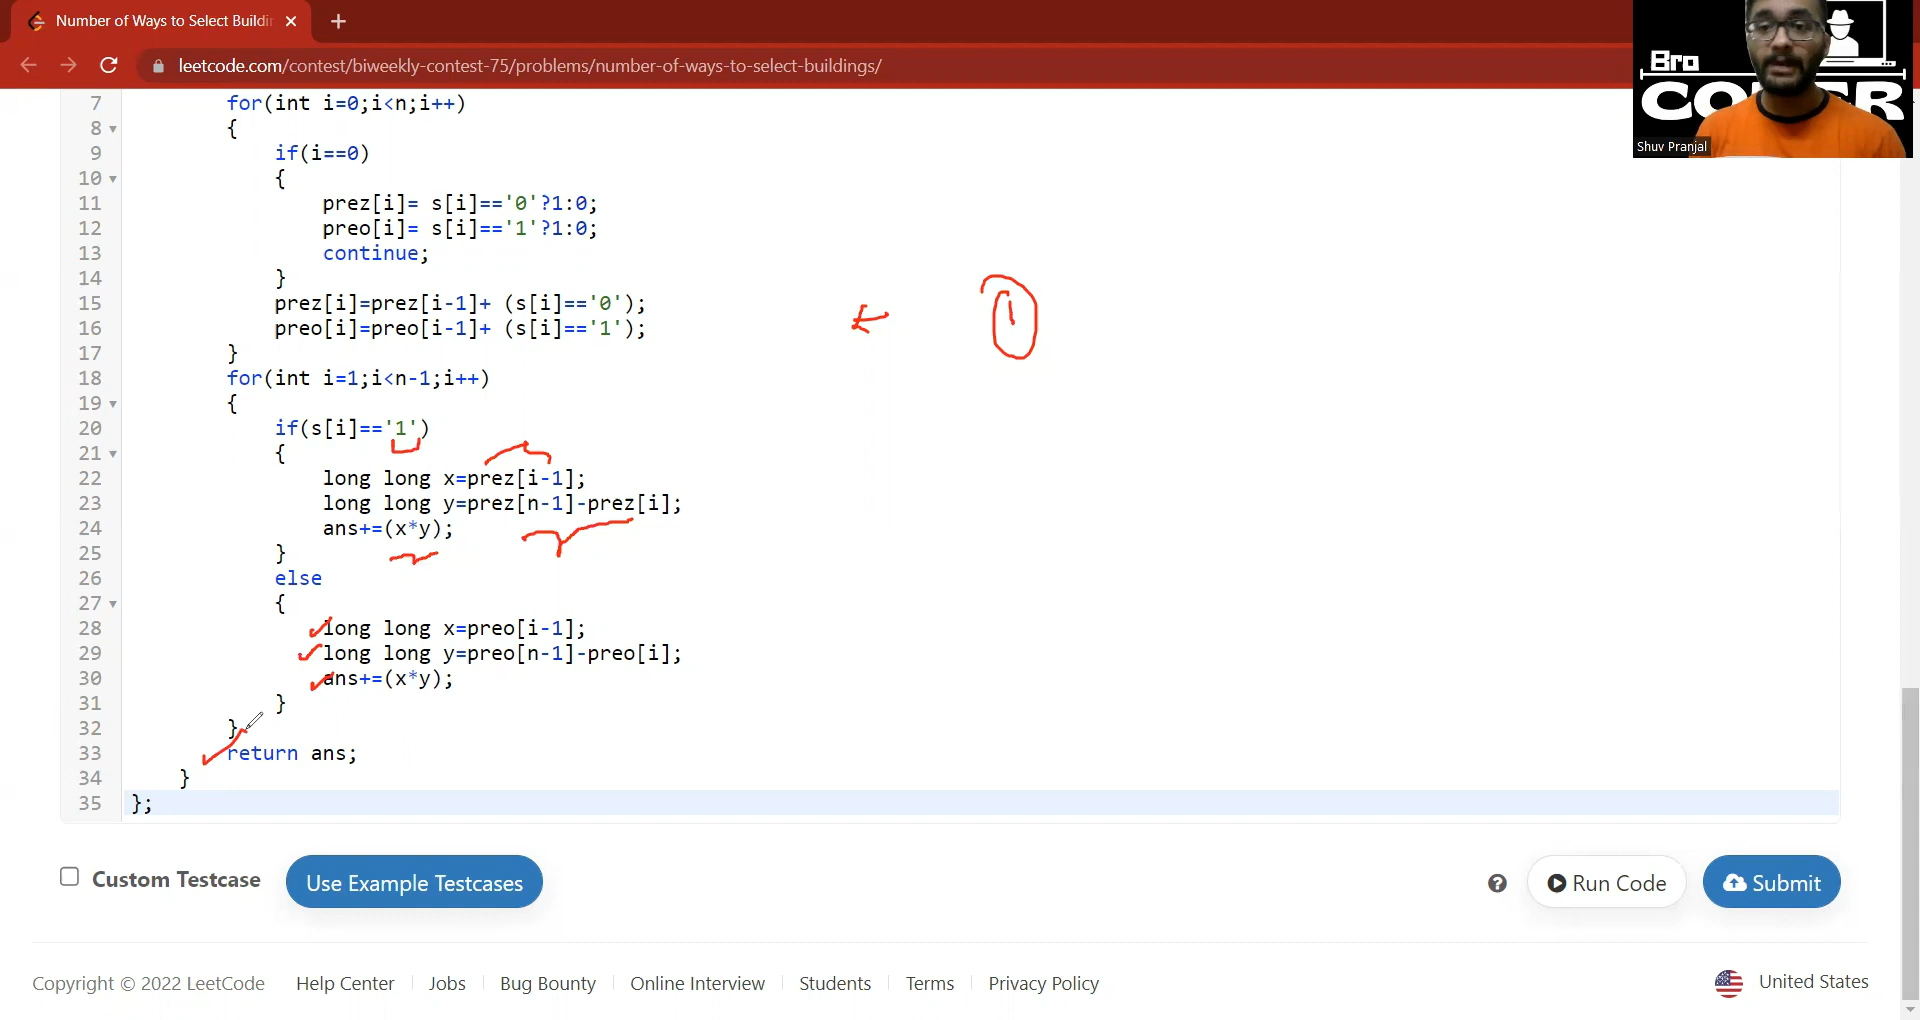 Number of Ways to Select Buildin
leetcode.com/contest/biweekly-contest-75/problems/number-of-ways-to-select-buildings/
Bro
CODER
Shuv Pranjal
7 for(int i=0;i<n;i++)
8 {
9 if(i==0)
10 {
11 prez[i]= s[i]=='0'?1:0;
12 preo[i]= s[i]=='1'?1:0;
13 continue;
14 }
15 prez[i]=prez[i-1]+ (s[i]=='0');
16 preo[i]=preo[i-1]+ (s[i]=='1');
17 }
18 for(int i=1;i<n-1;i++)
19 {
20 if(s[i]=='1')
21 {
22 long long x=prez[i-1];
23 long long y=prez[n-1]-prez[i];
24 ans+=(x*y);
25 }
26 else
27 {
28 long long x=preo[i-1];
29 long long y=preo[n-1]-preo[i];
30 ans+=(x*y);
31 }
32 }
33 return ans;
34 }
35 };
Custom Testcase
Use Example Testcases
? Run Code Submit
Copyright © 2022 LeetCode Help Center Jobs Bug Bounty Online Interview Students Terms Privacy Policy United States